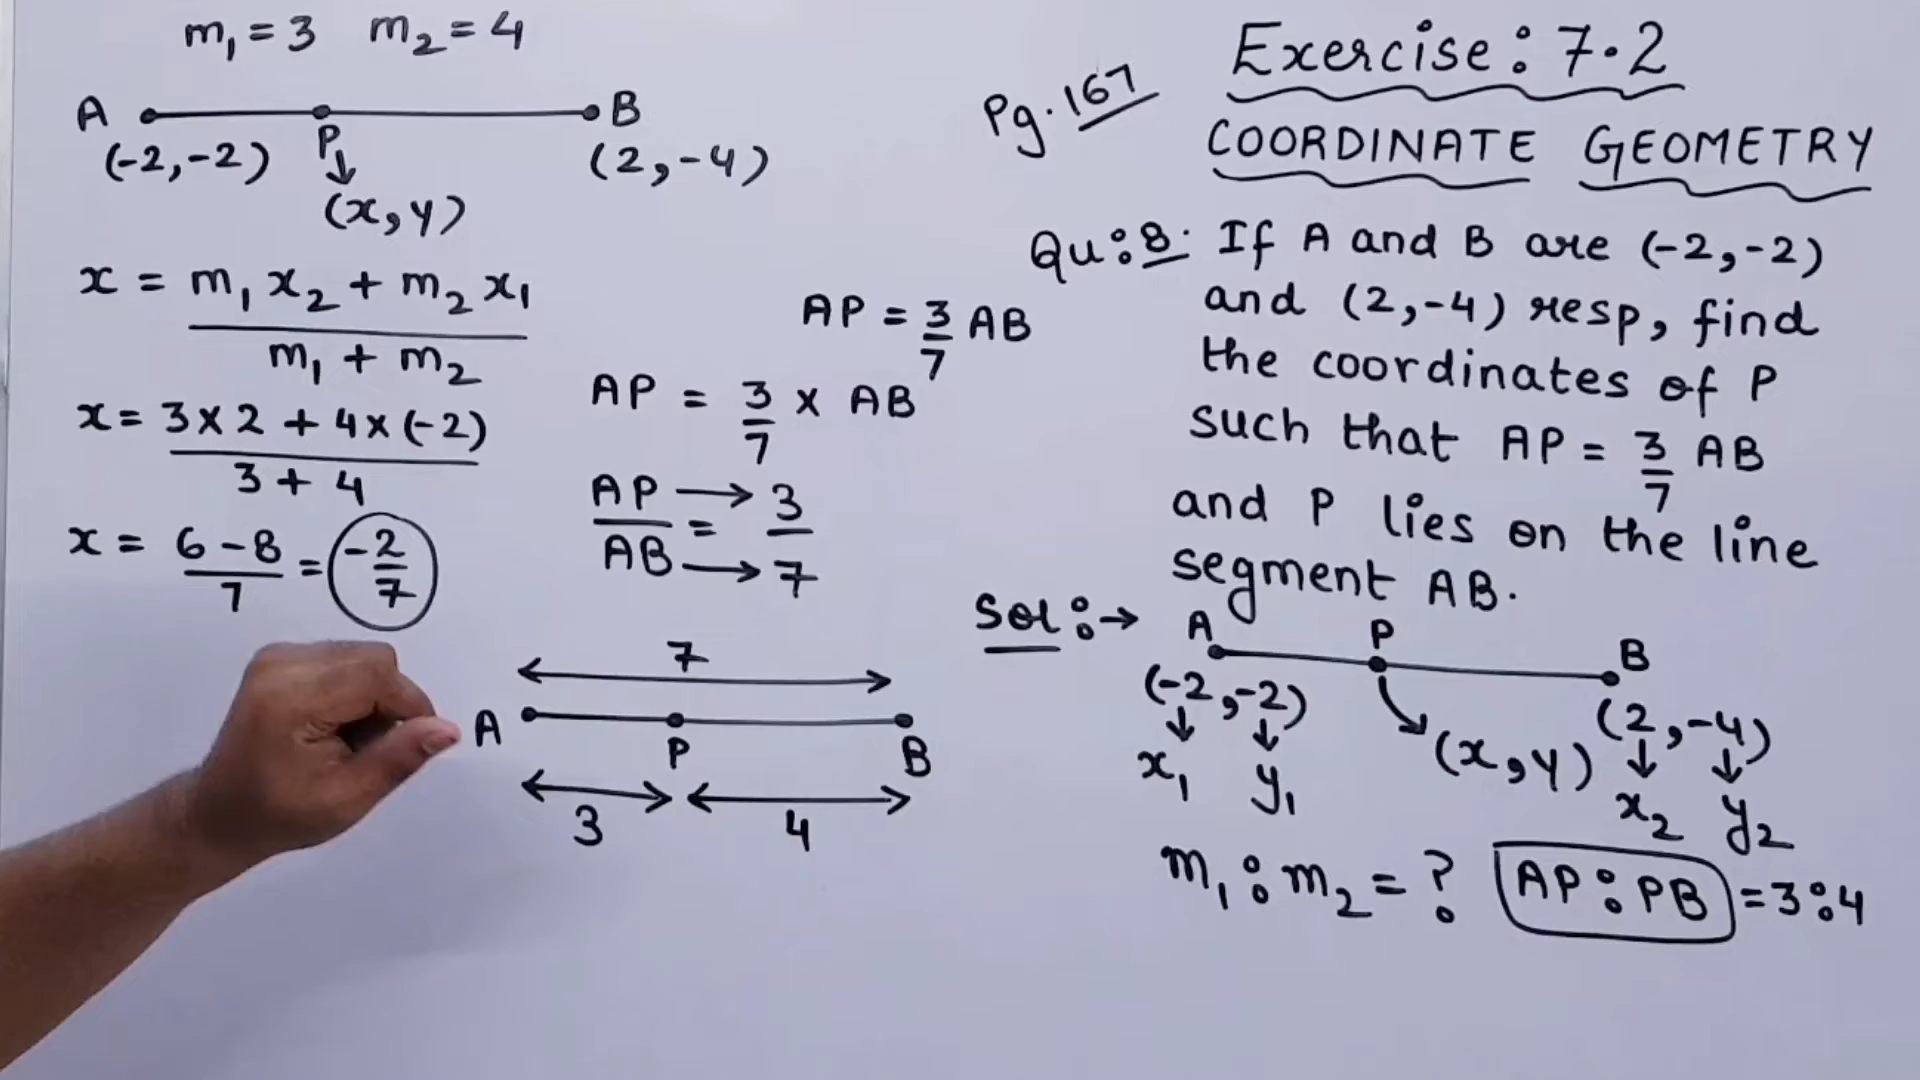 m₁ = 3 m₂ = 4
A B
P
(-2,-2) (2,-4)
(x,y)
x = m₁x₂ + m₂x₁
m₁ + m₂
x = 3×2 + 4×(-2)
3+4
x = 6-8 = -2
7 7
AP = 3 AB
7
AP = 3 × AB
7
AP → 3
=
AB → 7
7
A P B
3 4
Pg.167
Exercise: 7.2
COORDINATE GEOMETRY
Qu:8. If A and B are (-2,-2)
and (2,-4) resp, find
the coordinates of P
such that AP = 3 AB
7
and P lies on the line
segment AB.
Sol:→
A P B
(-2,-2) (2,-4)
(x,y)
x₁ y₁ x₂ y₂
m₁:m₂ = ? AP:PB = 3:4